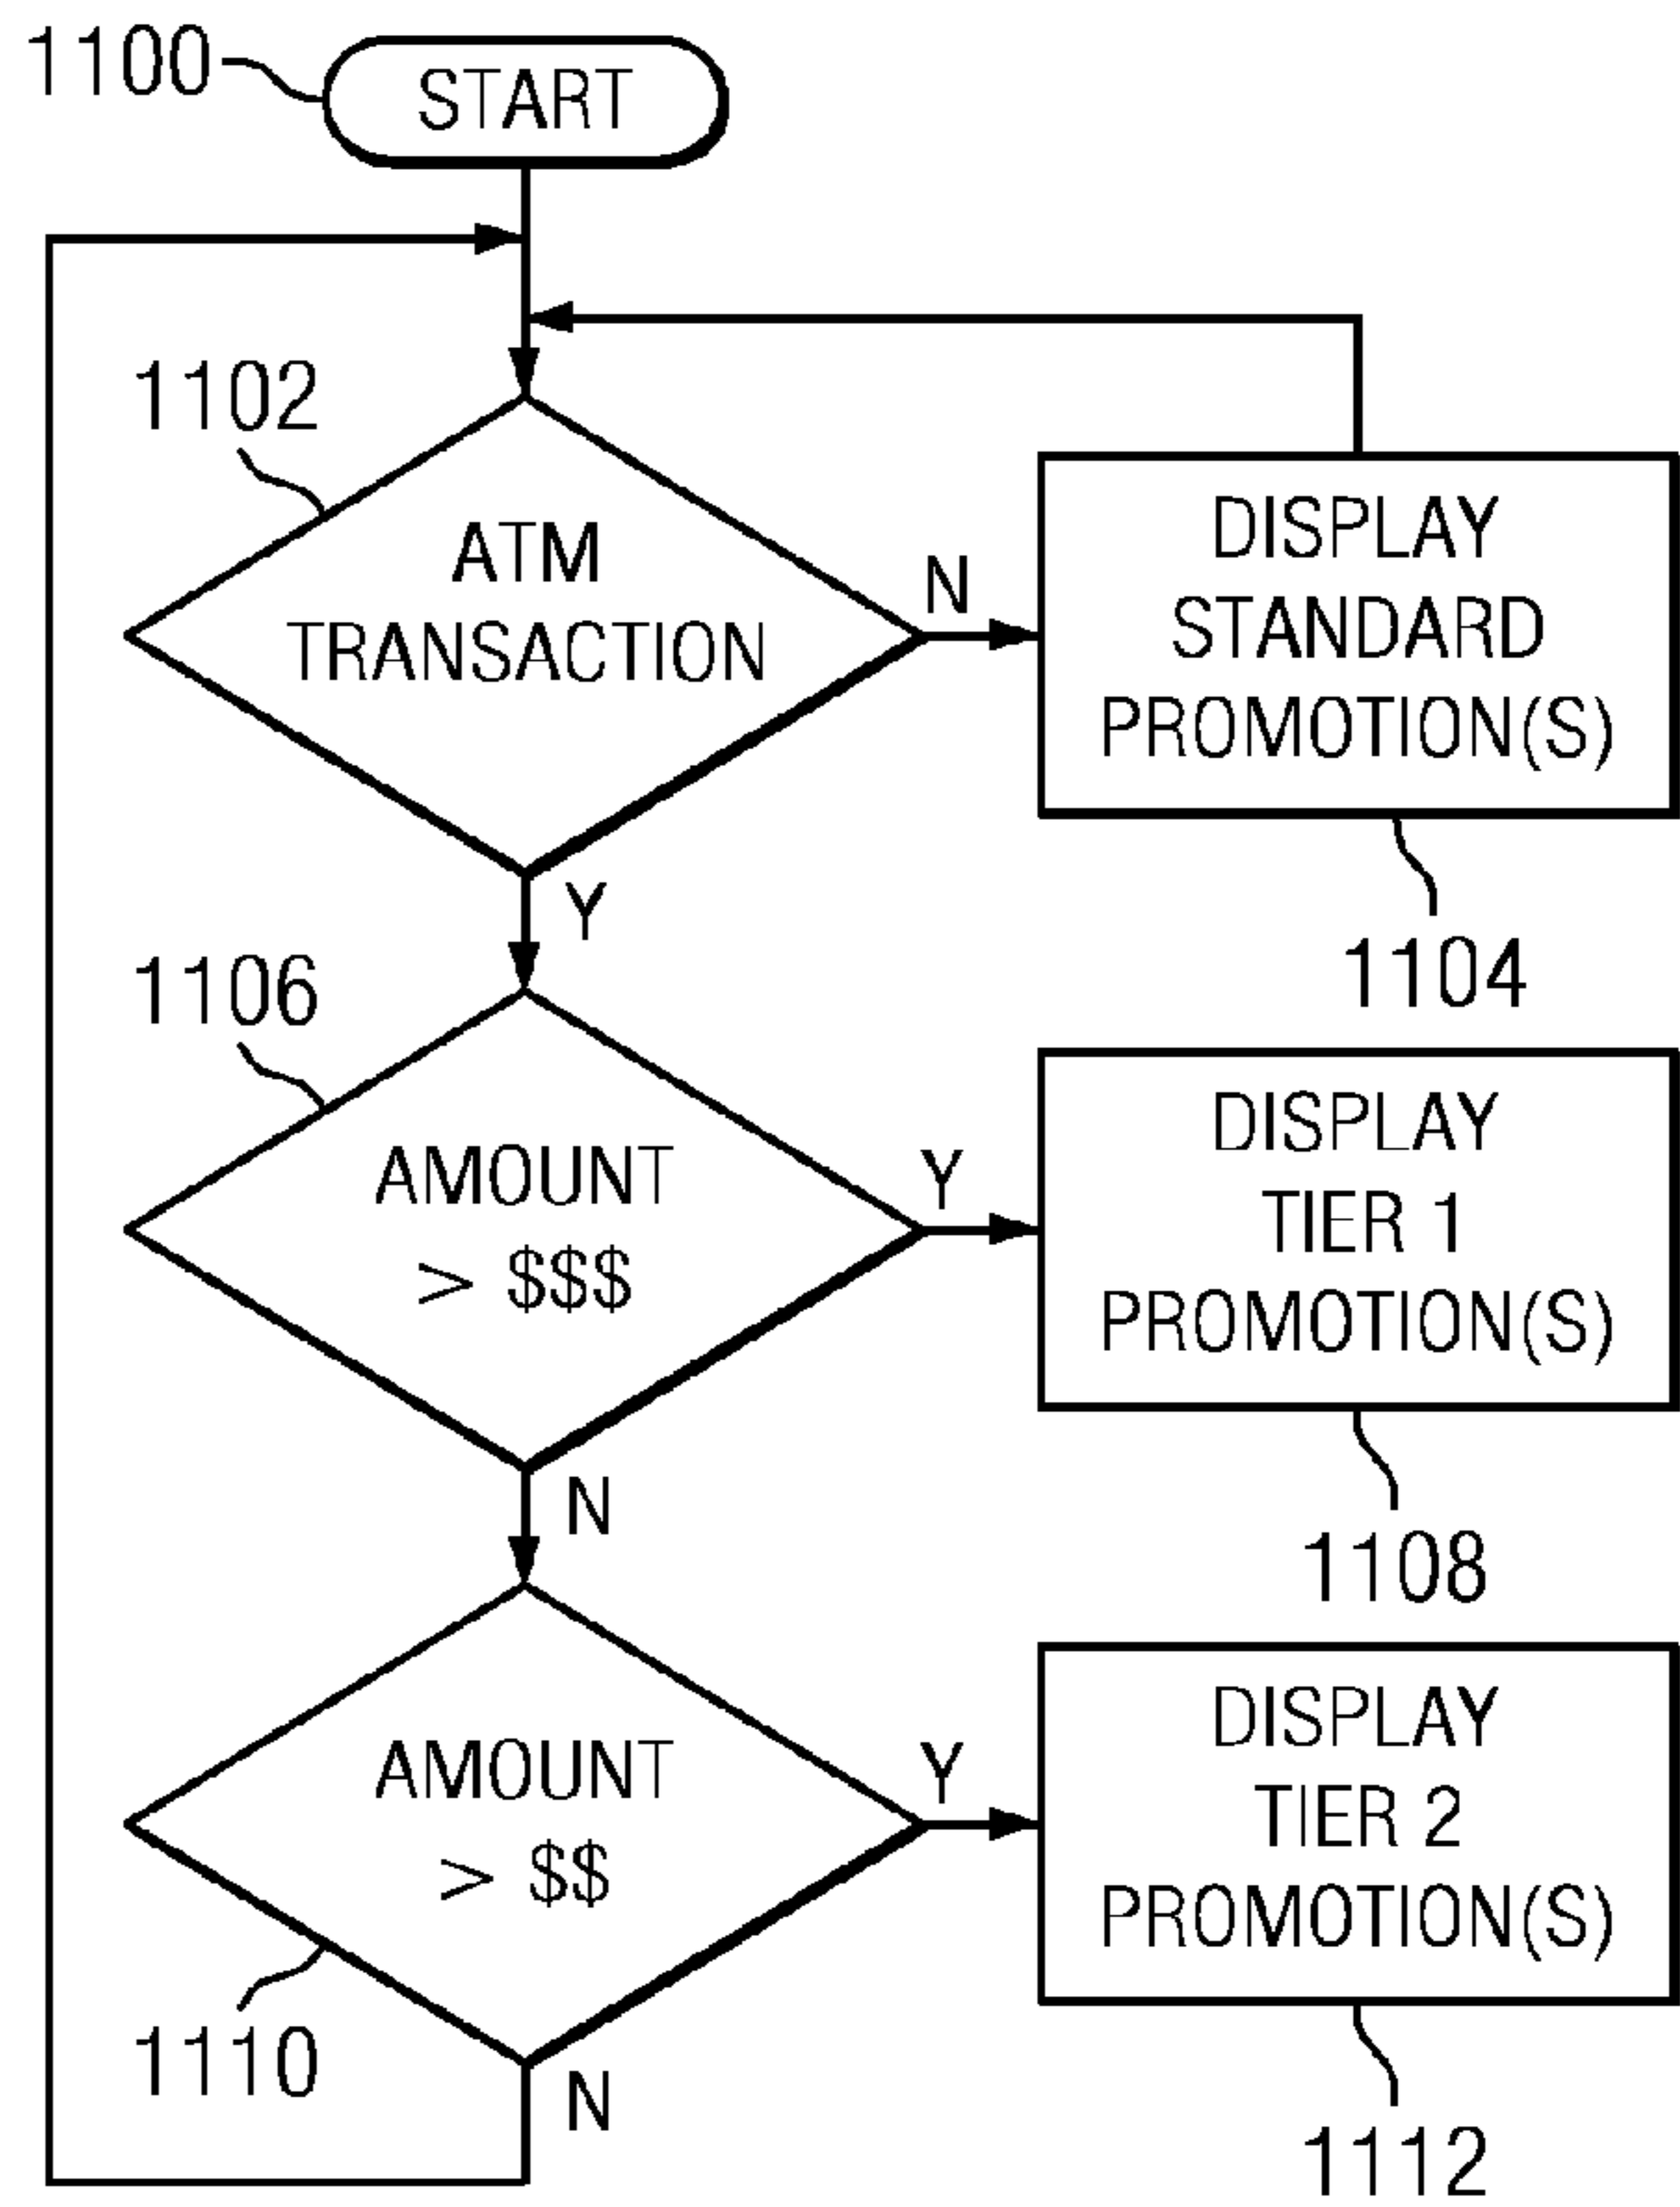 1100
START
1102
ATM
TRANSACTION
N
Y
DISPLAY
STANDARD
PROMOTION(S)
1104
1106
AMOUNT
> $$$
Y
N
DISPLAY
TIER 1
PROMOTION(S)
1108
AMOUNT
> $$
Y
N
1110
DISPLAY
TIER 2
PROMOTION(S)
1112